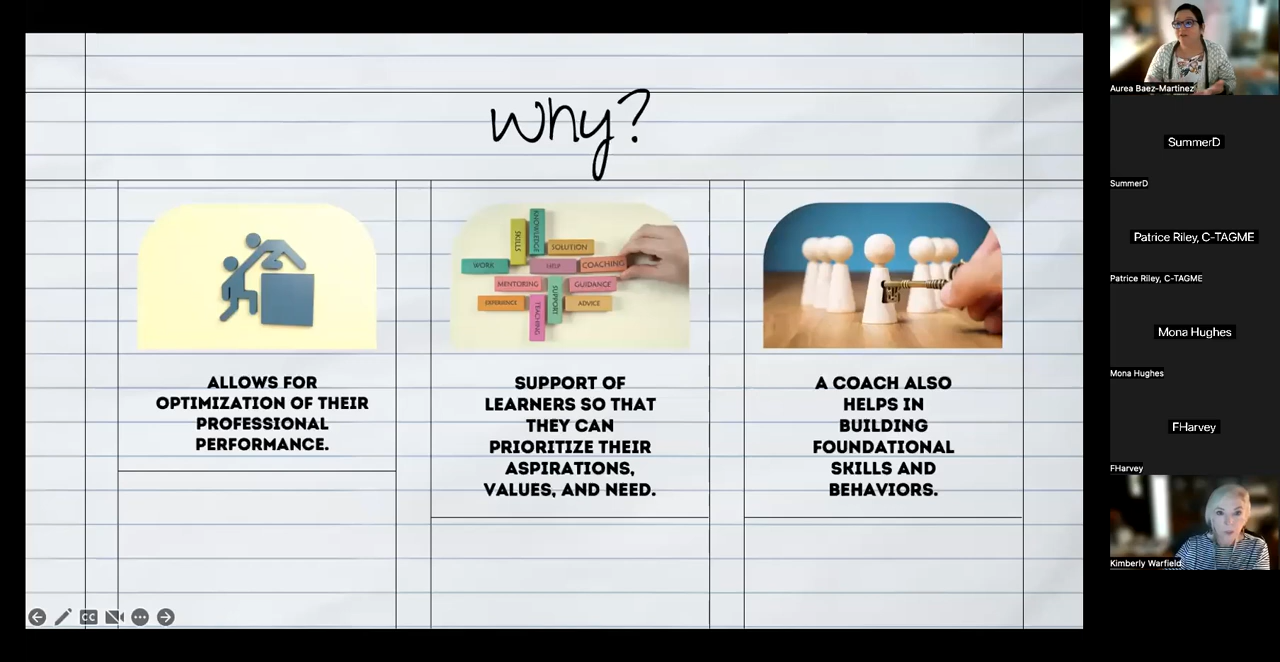 why?
SKILLS
KNOWLEDGE
SOLUTION
WORK
HELP
COACHING
MENTORING
SUPPORT
GUIDANCE
EXPERIENCE
TEACHING
ADVICE
ALLOWS FOR
OPTIMIZATION OF THEIR
PROFESSIONAL
PERFORMANCE.
SUPPORT OF
LEARNERS SO THAT
THEY CAN
PRIORITIZE THEIR
ASPIRATIONS,
VALUES, AND NEED.
A COACH ALSO
HELPS IN
BUILDING
FOUNDATIONAL
SKILLS AND
BEHAVIORS.
CC
Aurea Baez-Martinez
SummerD
SummerD
Patrice Riley, C-TAGME
Patrice Riley, C-TAGME
Mona Hughes
Mona Hughes
FHarvey
FHarvey
Kimberly Warfield